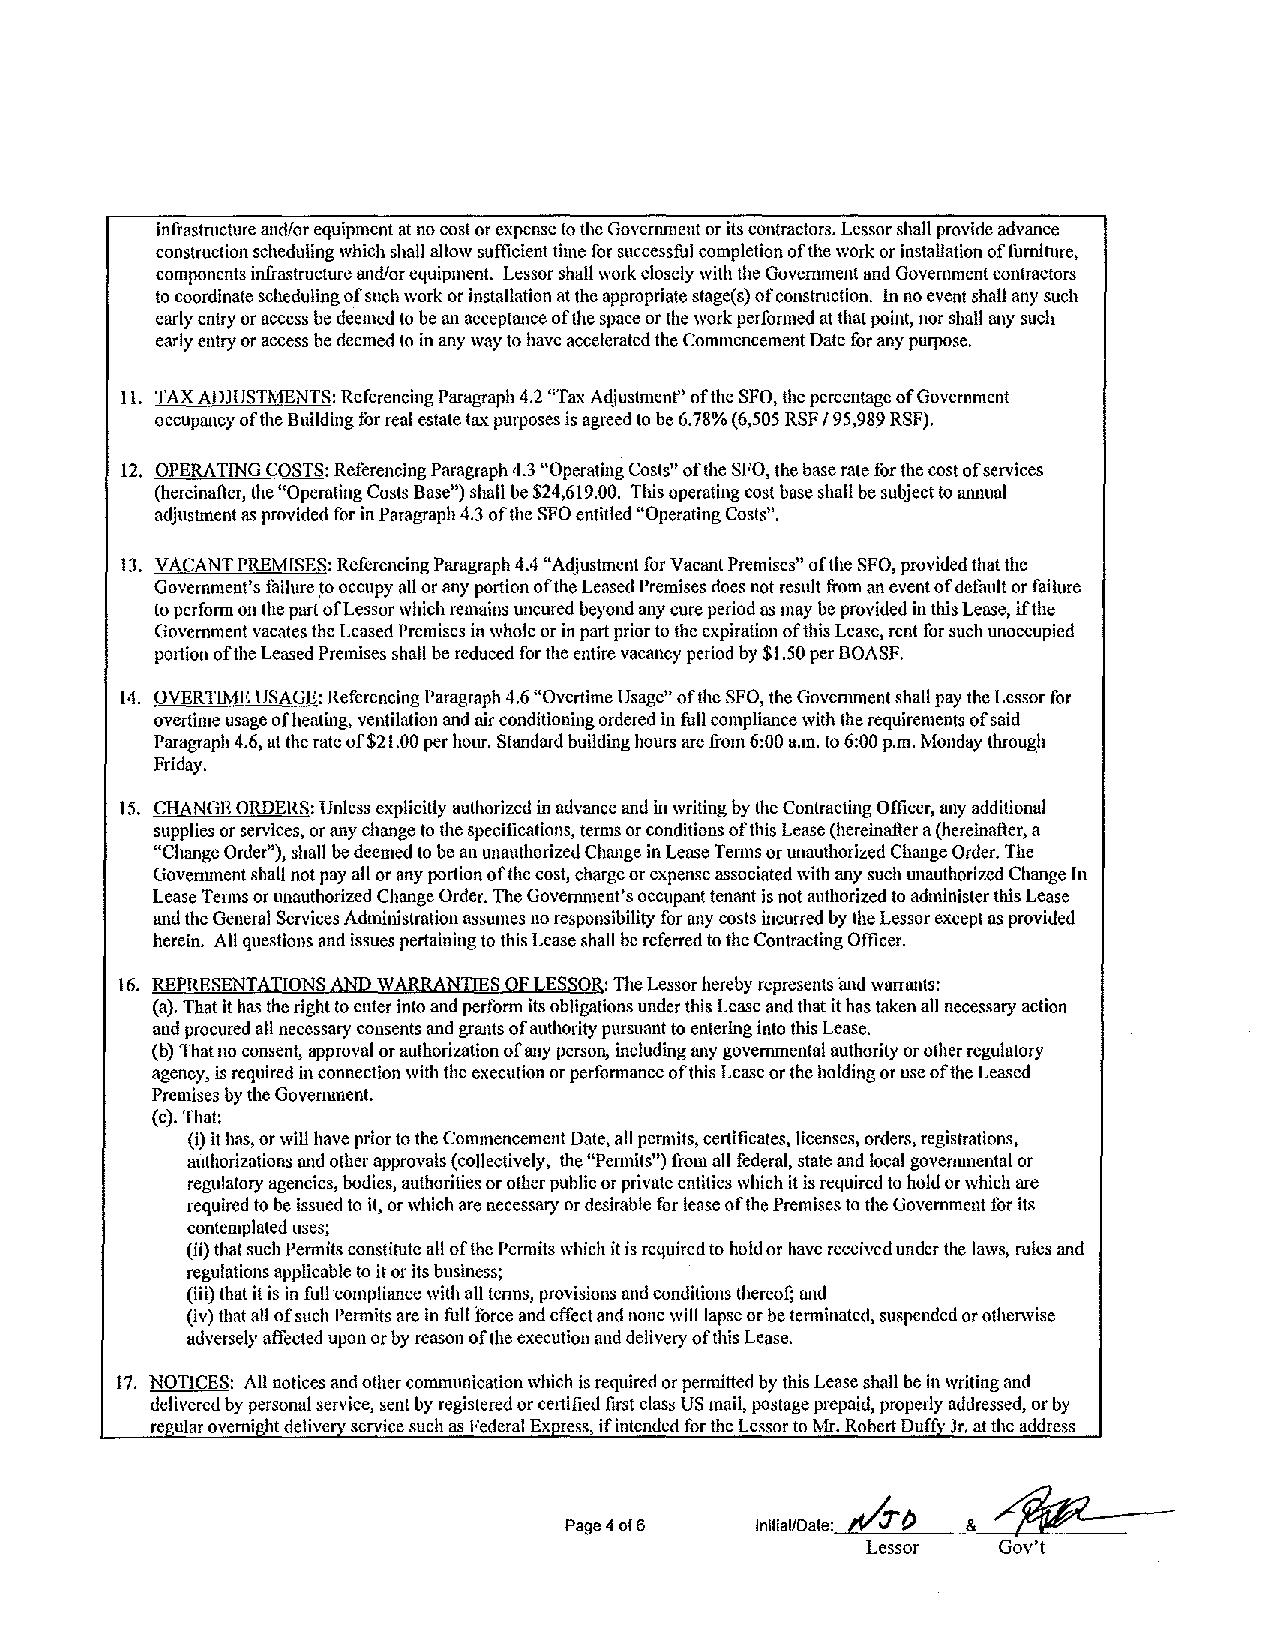 infrastructure and/or equipment at no cost or expense to the Government or its contractors. Lessor shall provide advance
construction scheduling which shall allow sufficient time for successful completion of the work or installation of furniture,
components infrastructure and/or equipment. Lessor shall work closely with the Government and Government contractors
to coordinate scheduling of such work or installation at the appropriate stage(s) of construction. In no event shall any such
early entry or access be deemed to be an acceptance of the space or the work performed at that point, nor shall any such
early entry or access be deemed to in any way to have accelerated the Commencement Date for any purpose.
11. TAX ADJUSTMENTS: Referencing Paragraph 4.2 “Tax Adjustment” of the SFO, the percentage of Government
occupancy of the Building for real estate tax purposes is agreed to be 6.78% (6,505 RSF / 95,989 RSF).
12. OPERATING COSTS: Referencing Paragraph 4.3 “Operating Costs” of the SFO, the base rate for the cost of services
(hereinafter, the “Operating Costs Base”) shall be $24,619.00. This operating cost base shall be subject to annual
adjustment as provided for in Paragraph 4.3 of the SFO entitled “Operating Costs”.
13. VACANT PREMISES: Referencing Paragraph 4.4 “Adjustment for Vacant Premises” of the SFO, provided that the
Government’s failure to occupy all or any portion of the Leased Premises does not result from an event of default or failure
to perform on the part of Lessor which remains uncured beyond any cure period as may be provided in this Lease, if the
Government vacates the Leased Premises in whole or in part prior to the expiration of this Lease, rent for such unoccupied
portion of the Leased Premises shall be reduced for the entire vacancy period by $1.50 per BOASF.
14. OVERTIME USAGE: Referencing Paragraph 4.6 “Overtime Usage” of the SFO, the Government shall pay the Lessor for
overtime usage of heating, ventilation and air conditioning ordered in full compliance with the requirements of said
Paragraph 4.6, at the rate of $21.00 per hour. Standard building hours are from 6:00 a.m. to 6:00 p.m. Monday through
Friday.
15. CHANGE ORDERS: Unless explicitly authorized in advance and in writing by the Contracting Officer, any additional
supplies or services, or any change to the specifications, terms or conditions of this Lease (hereinafter a (hereinafter, a
“Change Order”), shall be deemed to be an unauthorized Change in Lease Terms or unauthorized Change Order. The
Government shall not pay all or any portion of the cost, charge or expense associated with any such unauthorized Change In
Lease Terms or unauthorized Change Order. The Government’s occupant tenant is not authorized to administer this Lease
and the General Services Administration assumes no responsibility for any costs incurred by the Lessor except as provided
herein. All questions and issues pertaining to this Lease shall be referred to the Contracting Officer.
16. REPRESENTATIONS AND WARRANTIES OF LESSOR: The Lessor hereby represents and warrants:
(a). That it has the right to enter into and perform its obligations under this Lease and that it has taken all necessary action
and procured all necessary consents and grants of authority pursuant to entering into this Lease.
(b) That no consent, approval or authorization of any person, including any governmental authority or other regulatory
agency, is required in connection with the execution or performance of this Lease or the holding or use of the Leased
Premises by the Government.
(c). That:
(i) it has, or will have prior to the Commencement Date, all permits, certificates, licenses, orders, registrations,
authorizations and other approvals (collectively, the “Permits”) from all federal, state and local governmental or
regulatory agencies, bodies, authorities or other public or private entities which it is required to hold or which are
required to be issued to it, or which are necessary or desirable for lease of the Premises to the Government for its
contemplated uses;
(ii) that such Permits constitute all of the Permits which it is required to hold or have received under the laws, rules and
regulations applicable to it or its business;
(iii) that it is in full compliance with all terms, provisions and conditions thereof; and
(iv) that all of such Permits are in full force and effect and none will lapse or be terminated, suspended or otherwise
adversely affected upon or by reason of the execution and delivery of this Lease.
17. NOTICES: All notices and other communication which is required or permitted by this Lease shall be in writing and
delivered by personal service, sent by registered or certified first class US mail, postage prepaid, properly addressed, or by
regular overnight delivery service such as Federal Express, if intended for the Lessor to Mr. Robert Duffy Jr. at the address
Page 4 of 6 Initial/Date: NJD &
Lessor Gov’t